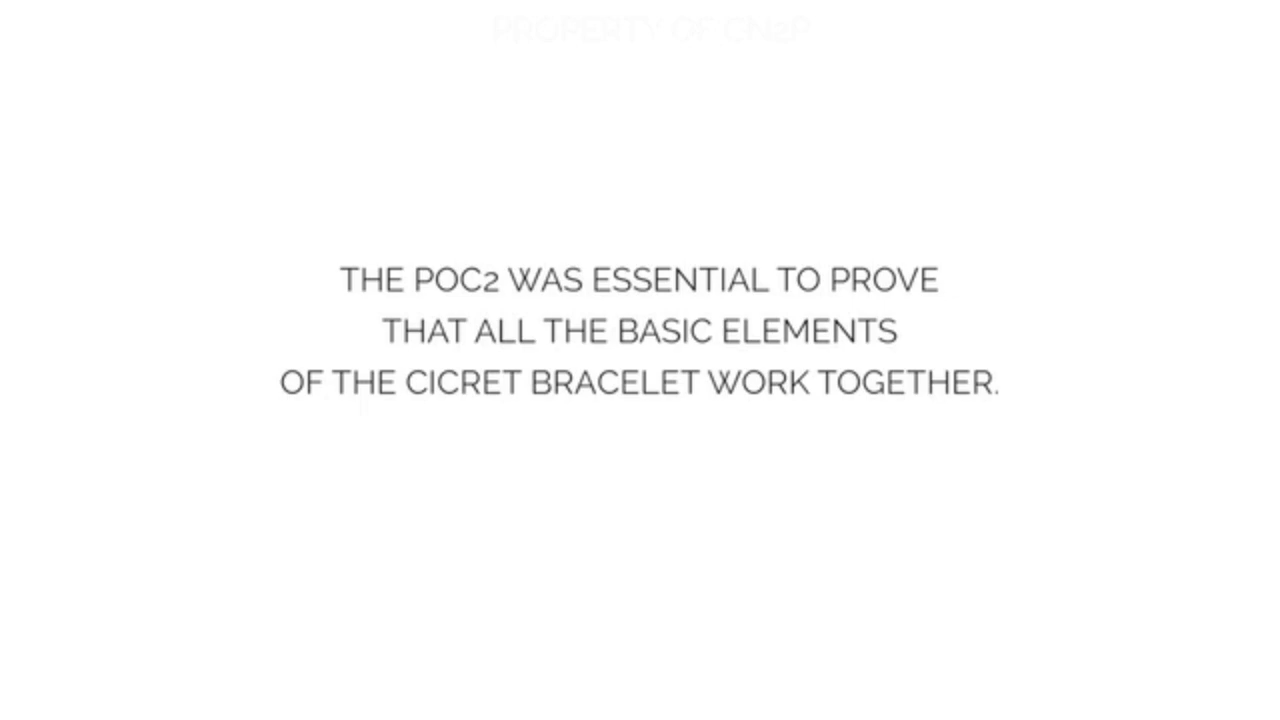 PROPERTY OF CN2P
THE POC2 WAS ESSENTIAL TO PROVE
THAT ALL THE BASIC ELEMENTS
OF THE CICRET BRACELET WORK TOGETHER.